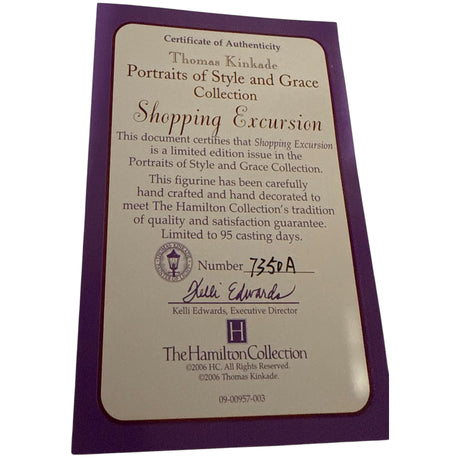 Certificate of Authenticity
Thomas Kinkade
Portraits of Style and Grace
Collection
Shopping Excursion
This document certifies that Shopping Excursion
is a limited edition issue in the
Portraits of Style and Grace Collection.
This figurine has been carefully
hand crafted and hand decorated to
meet The Hamilton Collection's tradition
of quality and satisfaction guarantee.
Limited to 95 casting days.
Number 7350A
Kelli Edwards
Kelli Edwards, Executive Director
H
The Hamilton Collection
©2006 HC. All Rights Reserved.
©2006 Thomas Kinkade.
09-00957-003